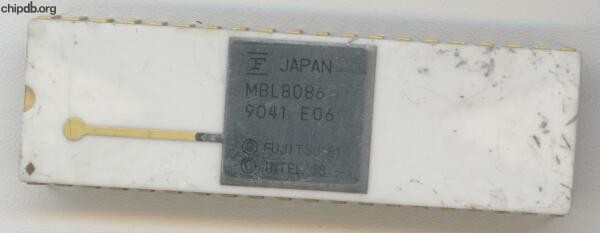 chipdb.org
F JAPAN
MBL8086
9041 E06
Ⓜ FUJITSU 81
© INTEL '78